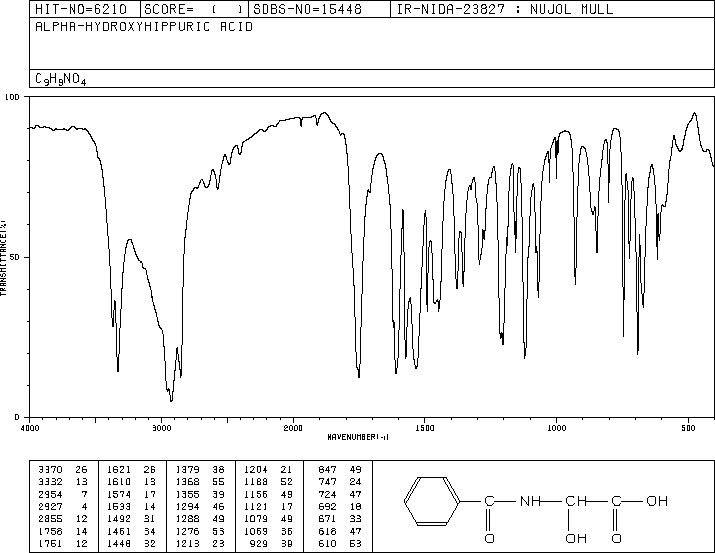 HIT-NO=6210 SCORE= ( ) SDBS-NO=15448 IR-NIDA-23827 : NUJOL MULL
ALPHA-HYDROXYHIPPURIC ACID
C9H9NO4
100
50
0
TRANSMITTANCE(%)
4000 3000 2000 1500 1000 500
WAVENUMBER(-1)
3370 26 1621 26 1379 38 1204 21 847 49
3332 13 1610 13 1368 55 1188 52 747 24
2954 7 1574 17 1355 39 1156 49 724 47
2927 4 1533 14 1294 46 1121 17 692 18
2855 12 1492 31 1288 49 1079 49 671 33
1758 14 1461 34 1276 53 1069 36 618 47
1751 12 1448 32 1213 23 929 39 610 53
C NH CH C OH
O OH O